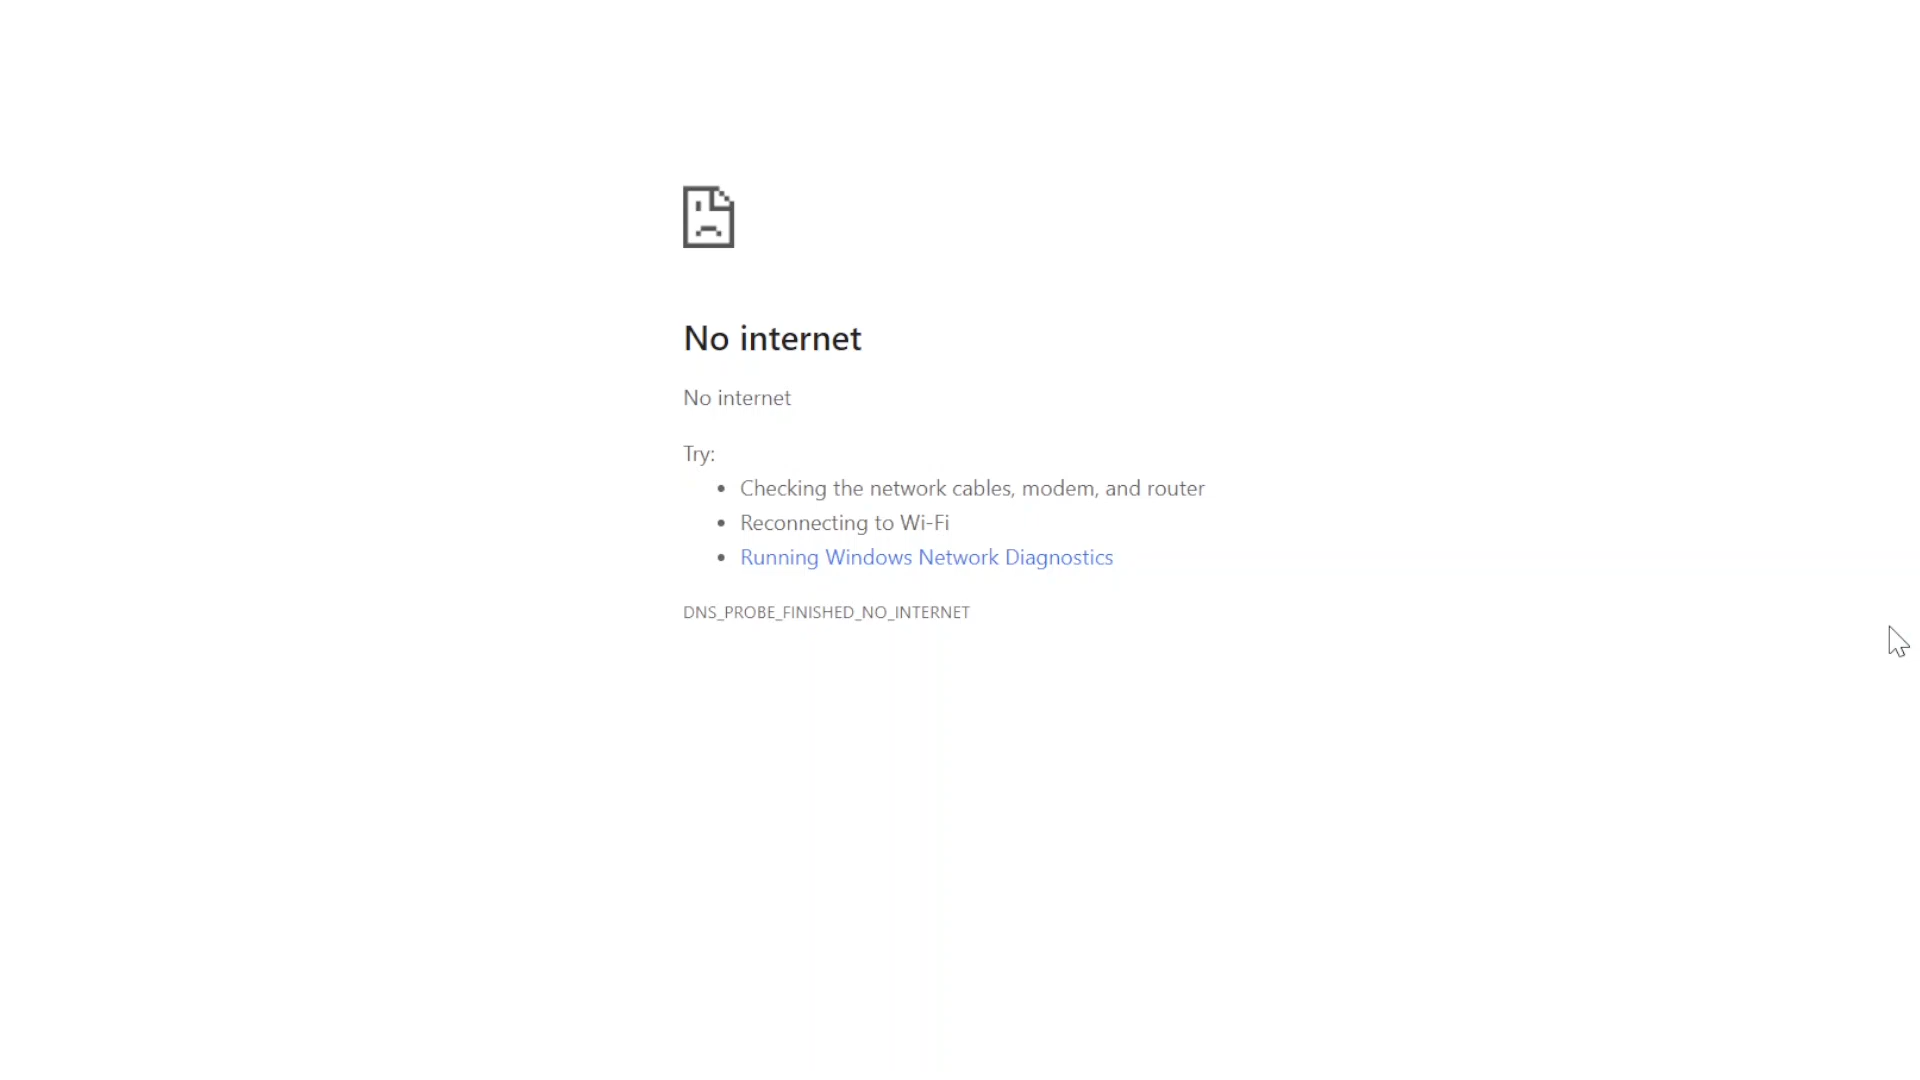 No internet
No internet
Try:
Checking the network cables, modem, and router
Reconnecting to Wi-Fi
Running Windows Network Diagnostics
DNS_PROBE_FINISHED_NO_INTERNET